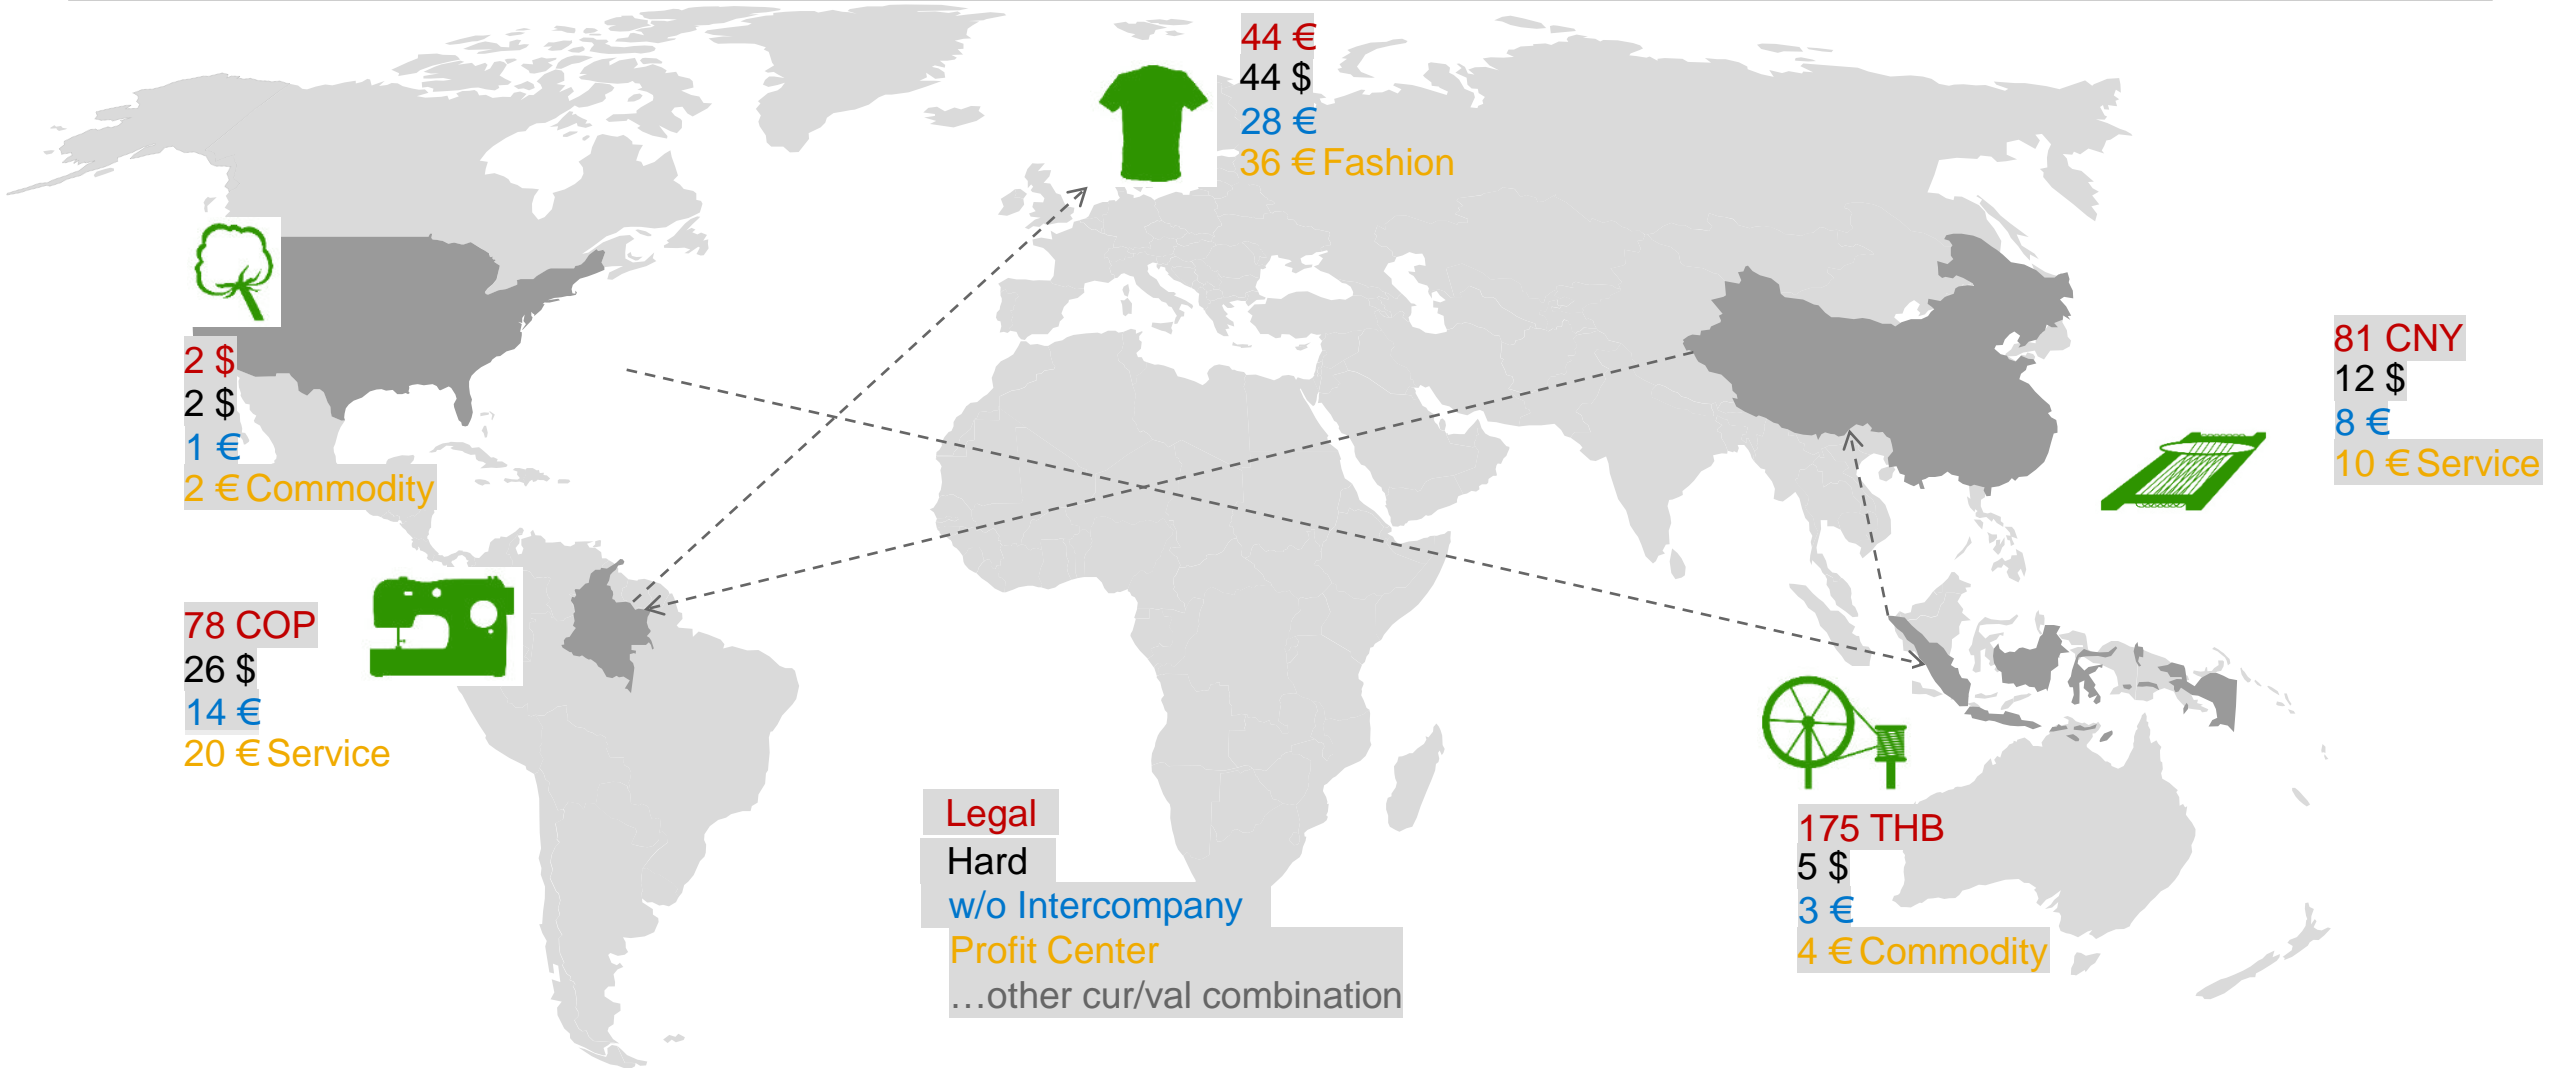 44 €
44 $
28 €
36 € Fashion
2 $
2 $
1 €
2 € Commodity
81 CNY
12 $
8 €
10 € Service
78 COP
26 $
14 €
20 € Service
175 THB
5 $
3 €
4 € Commodity
Legal
Hard
w/o Intercompany
Profit Center
…other cur/val combination